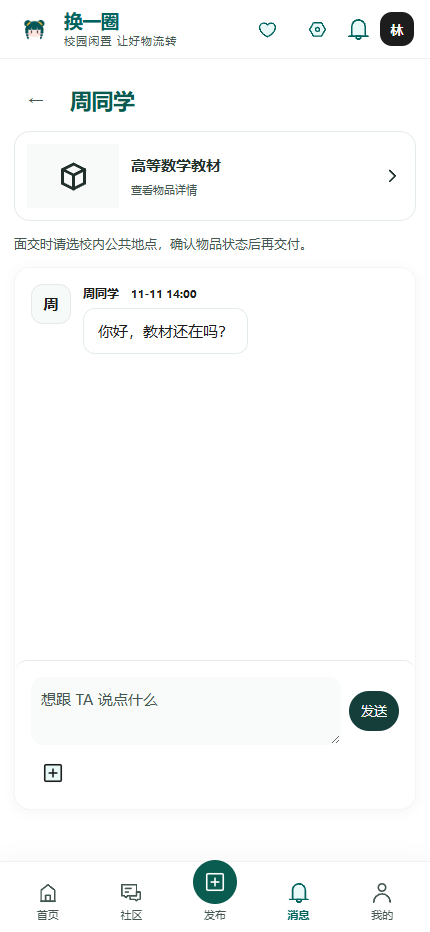 换一圈
校园闲置 让好物流转
林
← 周同学
高等数学教材
查看物品详情
面交时请选校内公共地点，确认物品状态后再交付。
周
周同学 11-11 14:00
你好，教材还在吗？
想跟 TA 说点什么
发送
首页 社区 发布 消息 我的